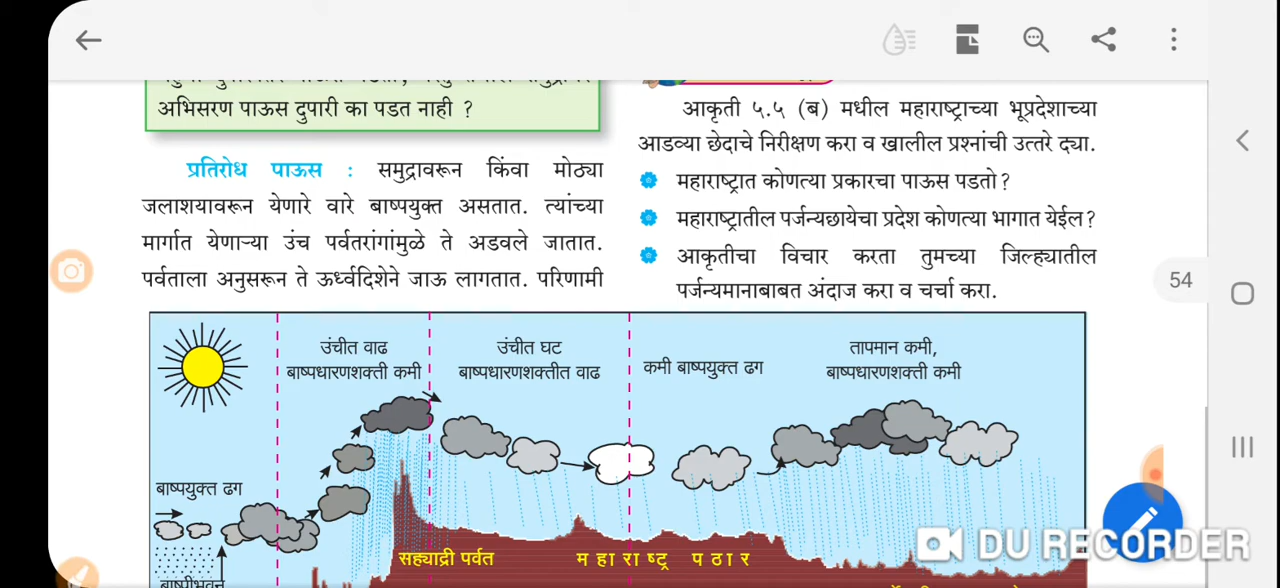 अभिसरण पाऊस दुपारी का पडत नाही ?
प्रतिरोध पाऊस : समुद्रावरून किंवा मोठ्या
जलाशयावरून येणारे वारे बाष्पयुक्त असतात. त्यांच्या
मार्गात येणाऱ्या उंच पर्वतरांगांमुळे ते अडवले जातात.
पर्वताला अनुसरून ते ऊर्ध्वदिशेने जाऊ लागतात. परिणामी
आकृती ५.५ (ब) मधील महाराष्ट्राच्या भूप्रदेशाच्या
आडव्या छेदाचे निरीक्षण करा व खालील प्रश्नांची उत्तरे द्या.
महाराष्ट्रात कोणत्या प्रकारचा पाऊस पडतो?
महाराष्ट्रातील पर्जन्यछायेचा प्रदेश कोणत्या भागात येईल?
आकृतीचा विचार करता तुमच्या जिल्ह्यातील
पर्जन्यमानाबाबत अंदाज करा व चर्चा करा.
54
उंचीत वाढ
बाष्पधारणशक्ती कमी
उंचीत घट
बाष्पधारणशक्तीत वाढ
कमी बाष्पयुक्त ढग
तापमान कमी,
बाष्पधारणशक्ती कमी
बाष्पयुक्त ढग
बाष्पीभवन
सह्याद्री पर्वत
महाराष्ट्र पठार
DU RECORDER